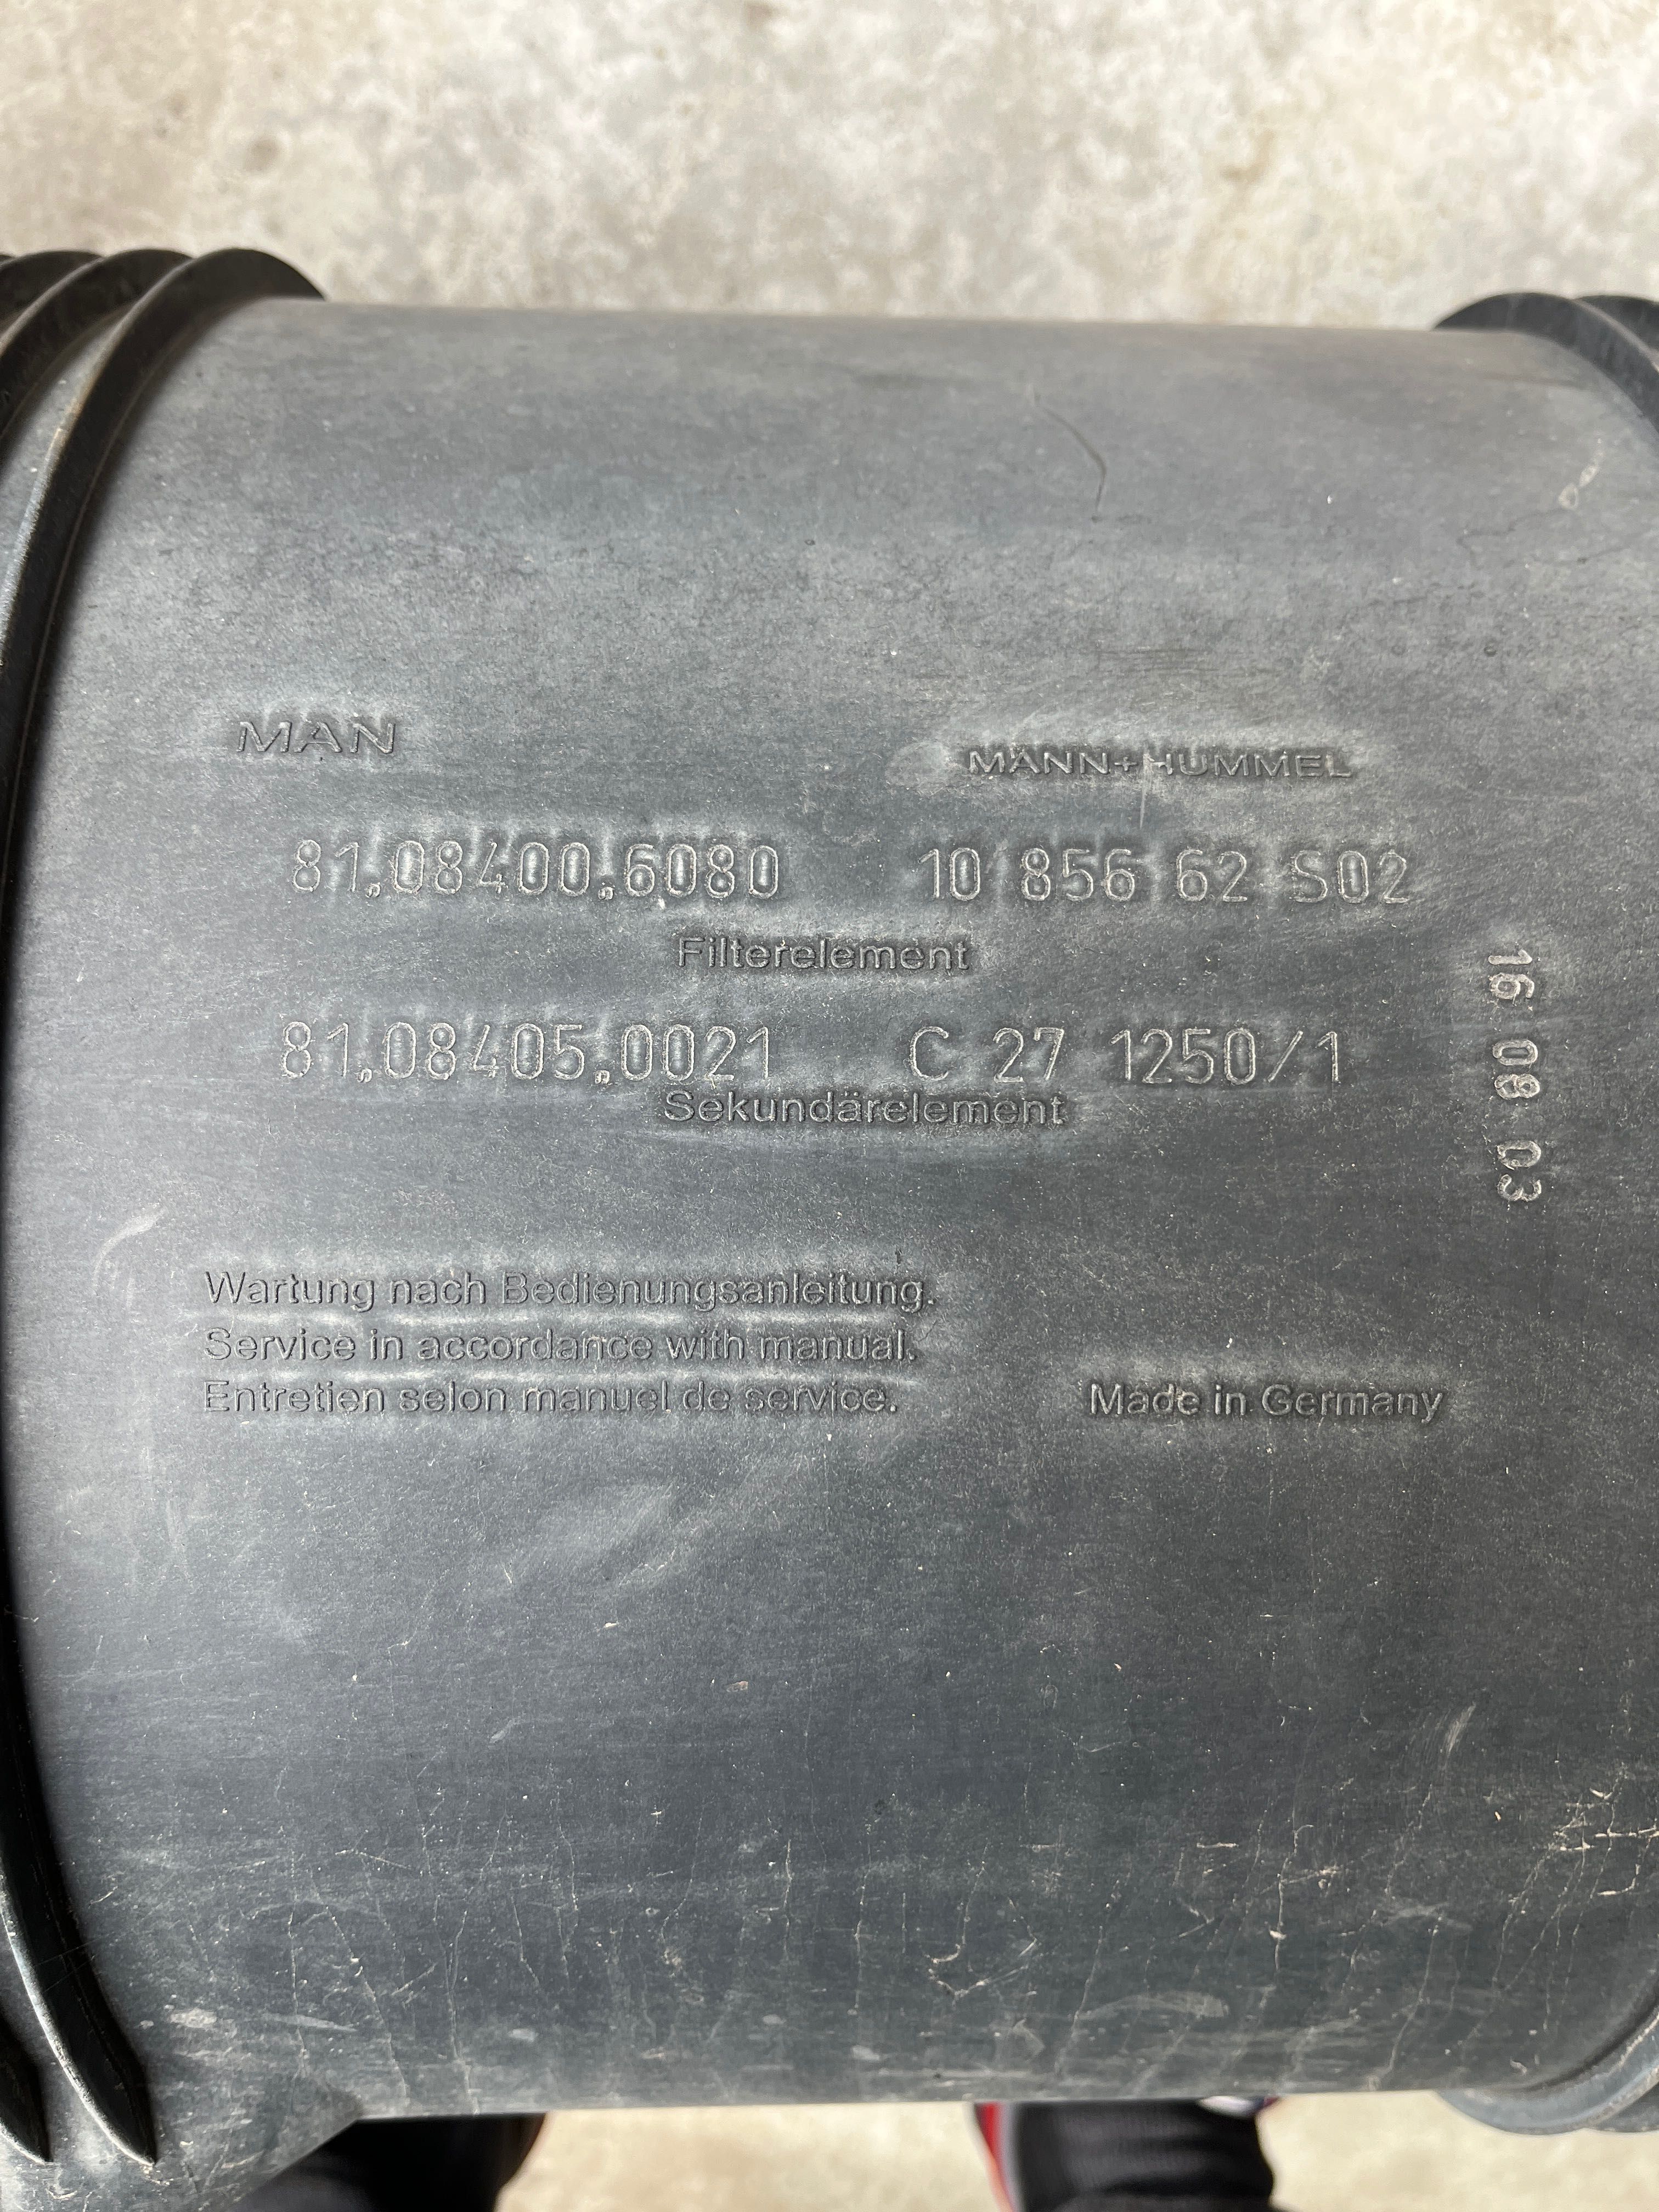 MAN MANN+HUMMEL
81.08400.6080 10 856 62 S02
Filterelement
81.08405.0021 C 27 1250/1
Sekundärelement
16 08 03
Wartung nach Bedienungsanleitung.
Service in accordance with manual.
Entretien selon manuel de service.
Made in Germany